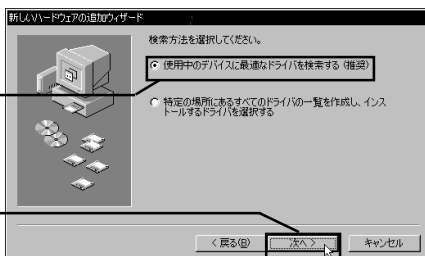 新しいハードウェアの追加ウィザード
検索方法を選択してください。
使用中のデバイスに最適なドライバを検索する (推奨)
特定の場所にあるすべてのドライバの一覧を作成し、インス
トールするドライバを選択する
< 戻る(B)
次へ >
キャンセル